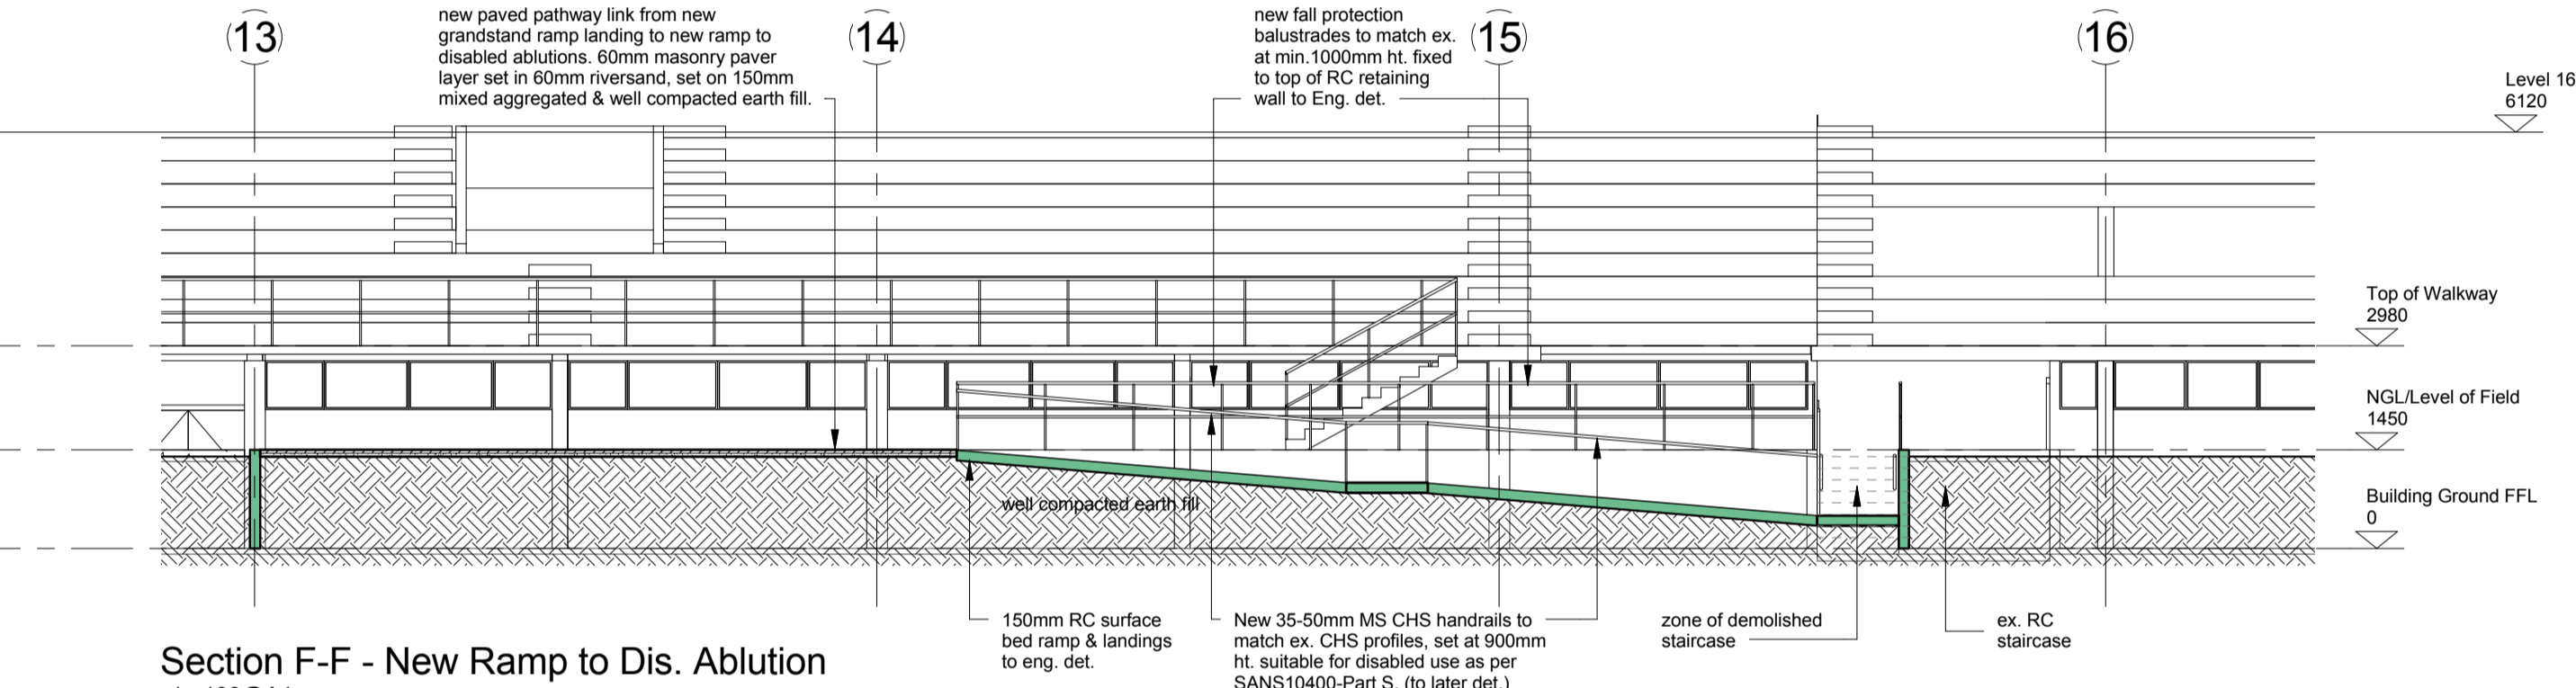 new paved pathway link from new
grandstand ramp landing to new ramp to
disabled ablutions. 60mm masonry paver
layer set in 60mm riversand, set on 150mm
mixed aggregated & well compacted earth fill.
new fall protection
balustrades to match ex.
at min.1000mm ht. fixed
to top of RC retaining
wall to Eng. det.
13
14
15
16
Level 16
6120
Top of Walkway
2980
NGL/Level of Field
1450
Building Ground FFL
0
well compacted earth fill
150mm RC surface
bed ramp & landings
to eng. det.
New 35-50mm MS CHS handrails to
match ex. CHS profiles, set at 900mm
ht. suitable for disabled use as per
SANS10400-Part S. (to later det.)
zone of demolished
staircase
ex. RC
staircase
Section F-F - New Ramp to Dis. Ablution